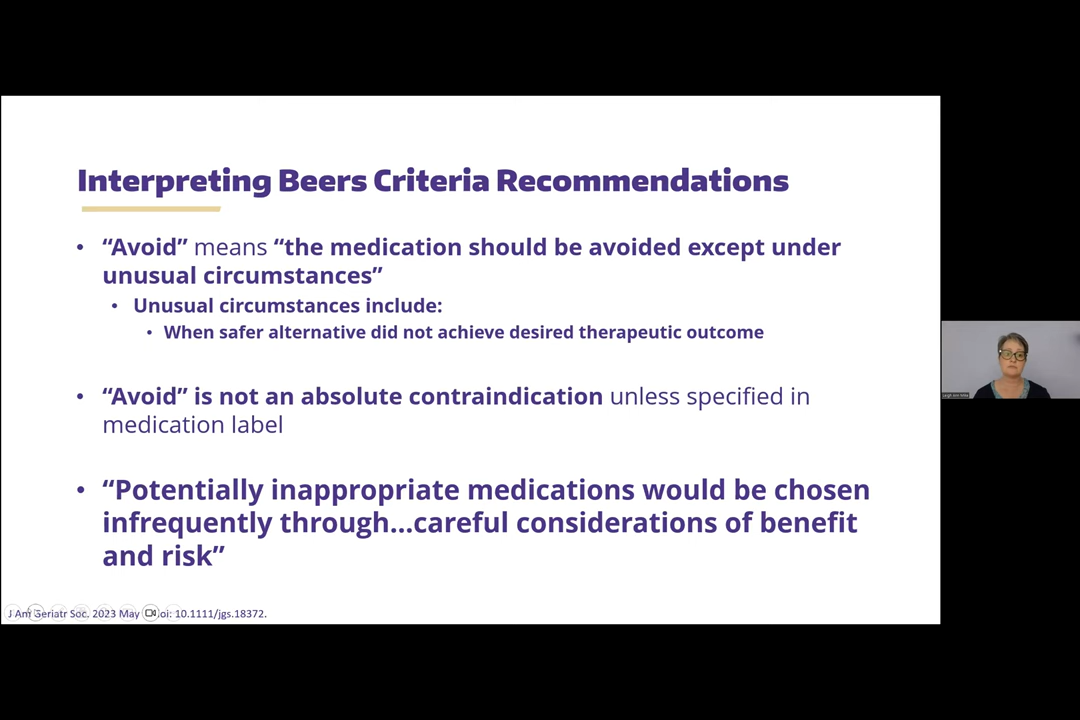 Interpreting Beers Criteria Recommendations
• “Avoid” means “the medication should be avoided except under
unusual circumstances”
• Unusual circumstances include:
• When safer alternative did not achieve desired therapeutic outcome
• “Avoid” is not an absolute contraindication unless specified in
medication label
• “Potentially inappropriate medications would be chosen
infrequently through...careful considerations of benefit
and risk”
J Am Geriatr Soc. 2023 May oi: 10.1111/jgs.18372.